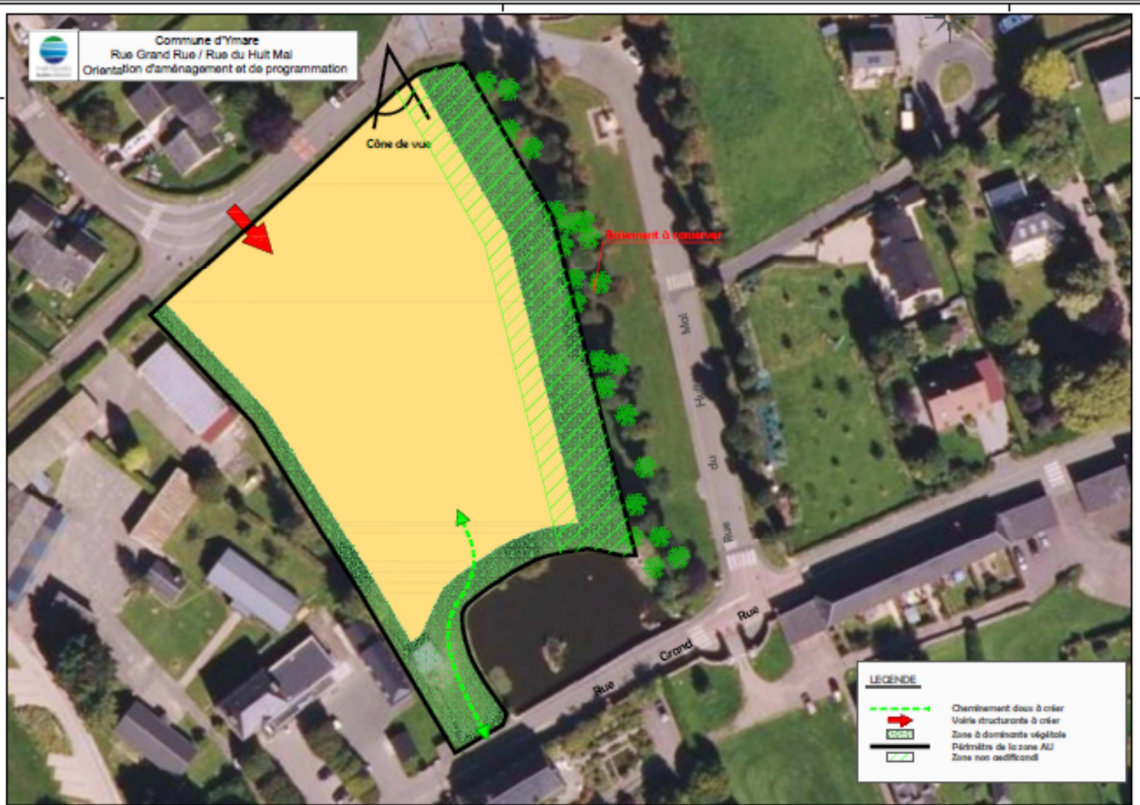 Commune d'Ymare
Rue Grand Rue / Rue du Huit Mai
Orientation d'aménagement et de programmation
Cône de vue
Boisement à conserver
Rue du Huit Mai
Rue Grand Rue
LEGENDE
Cheminement doux à créer
Voirie structurante à créer
Zone à dominante végétale
Périmètre de la zone AU
Zone non aedificandi